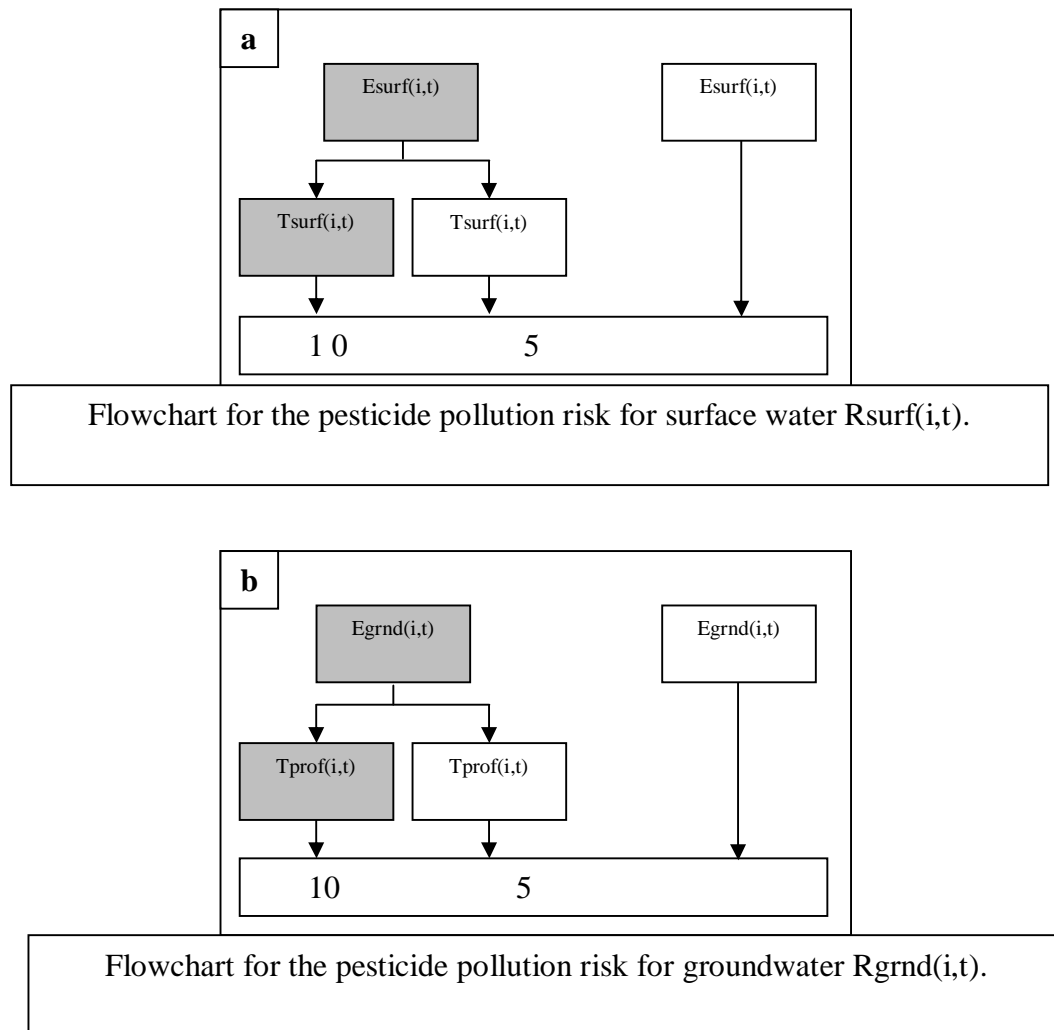 a
Esurf(i,t) Esurf(i,t)
Tsurf(i,t) Tsurf(i,t)
1 0 5
Flowchart for the pesticide pollution risk for surface water Rsurf(i,t).
b
Egrnd(i,t) Egrnd(i,t)
Tprof(i,t) Tprof(i,t)
10 5
Flowchart for the pesticide pollution risk for groundwater Rgrnd(i,t).